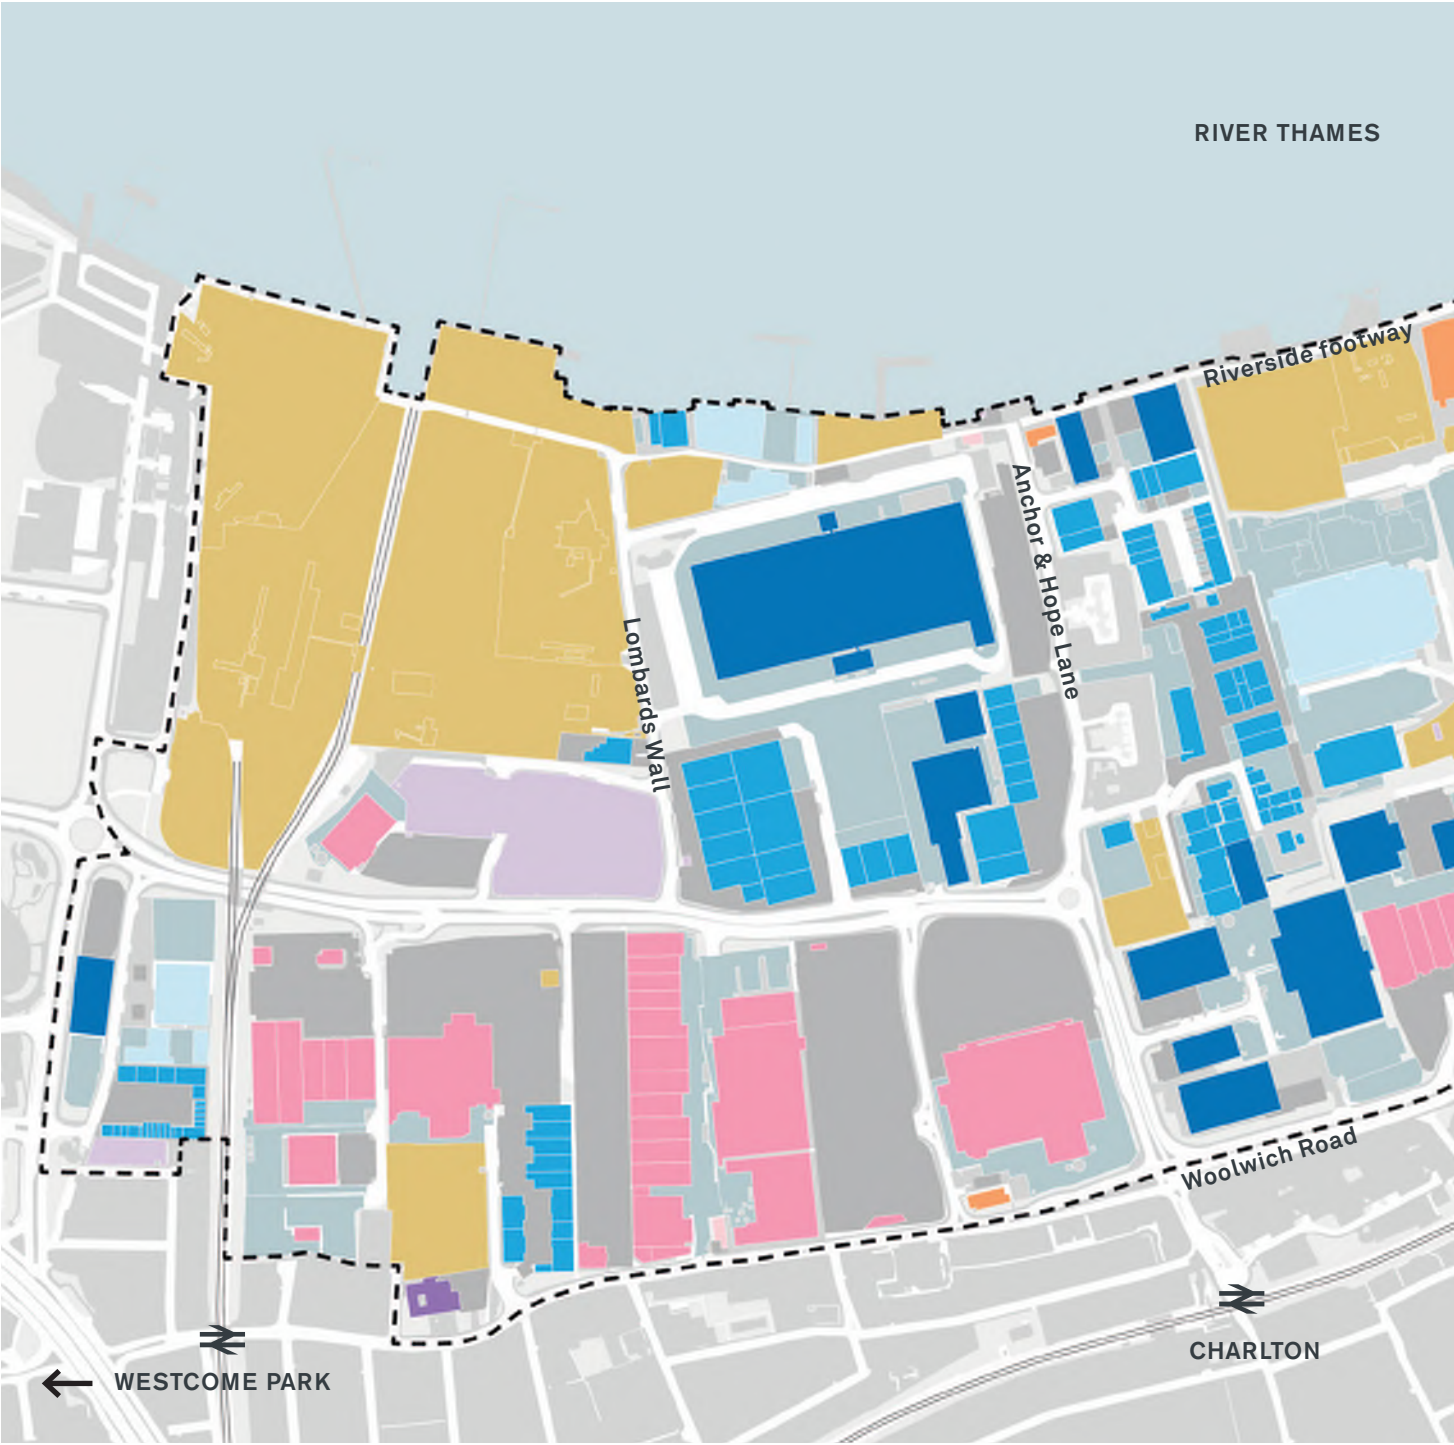 RIVER THAMES
Riverside footway
Anchor & Hope Lane
Lombards Wall
Woolwich Road
CHARLTON
WESTCOME PARK